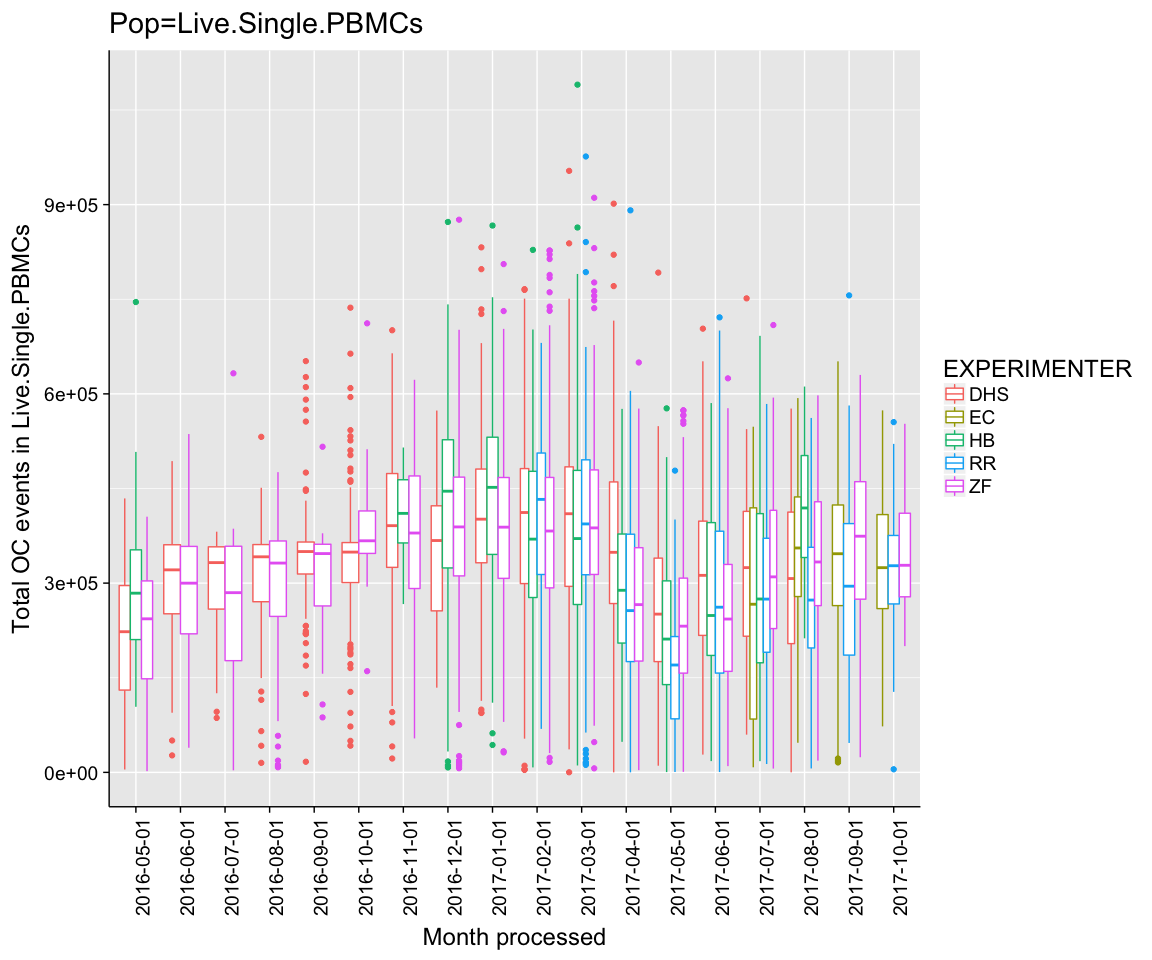 Pop=Live.Single.PBMCs
Total OC events in Live.Single.PBMCs
9e+05
6e+05
3e+05
0e+00
2016-05-01
2016-06-01
2016-07-01
2016-08-01
2016-09-01
2016-10-01
2016-11-01
2016-12-01
2017-01-01
2017-02-01
2017-03-01
2017-04-01
2017-05-01
2017-06-01
2017-07-01
2017-08-01
2017-09-01
2017-10-01
Month processed
EXPERIMENTER
DHS
EC
HB
RR
ZF